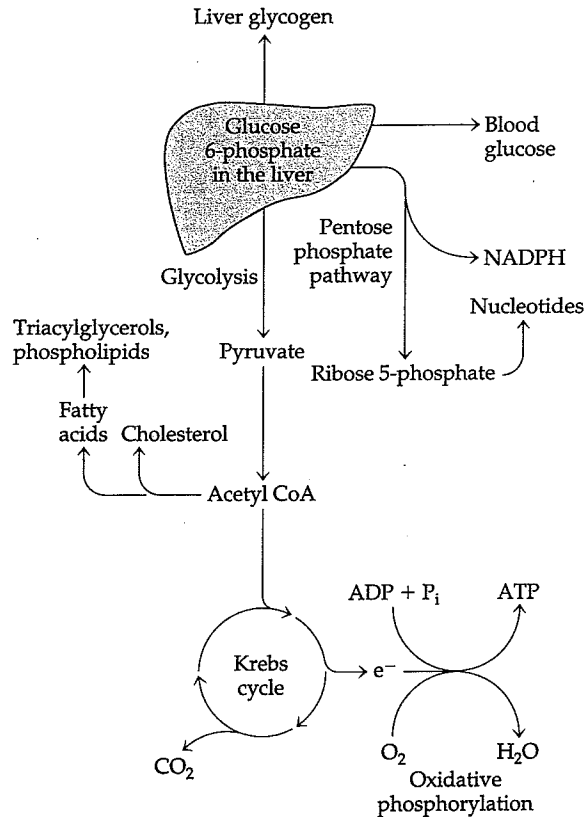 Liver glycogen
Glucose
6-phosphate
in the liver
Blood
glucose
Pentose
phosphate
pathway
NADPH
Glycolysis
Nucleotides
Triacylglycerols,
phospholipids
Pyruvate
Ribose 5-phosphate
Fatty
acids
Cholesterol
Acetyl CoA
ADP + Pi
ATP
Krebs
cycle
e−
CO2
O2
H2O
Oxidative
phosphorylation